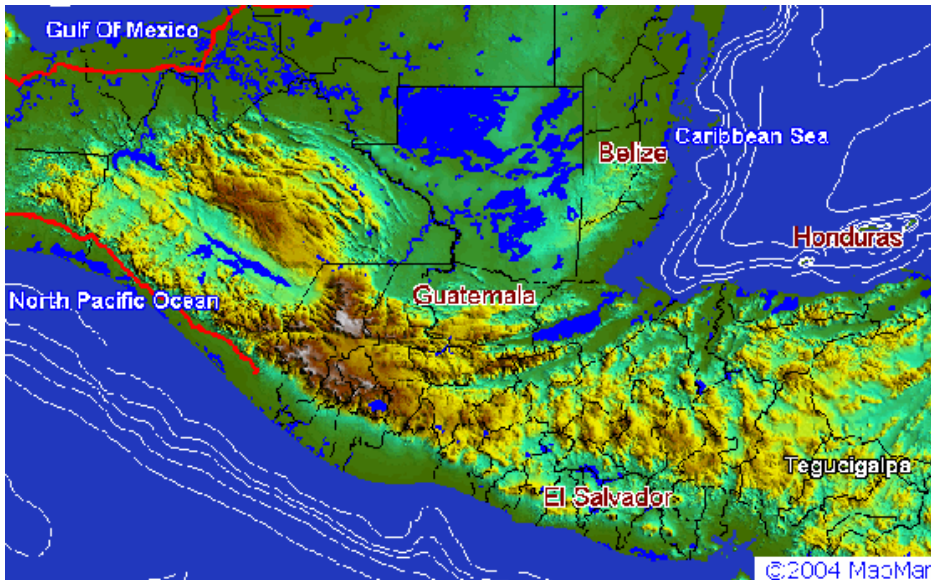 Gulf Of Mexico
Caribbean Sea
Belize
Honduras
North Pacific Ocean
Guatemala
Tegucigalpa
El Salvador
©2004 MapMar